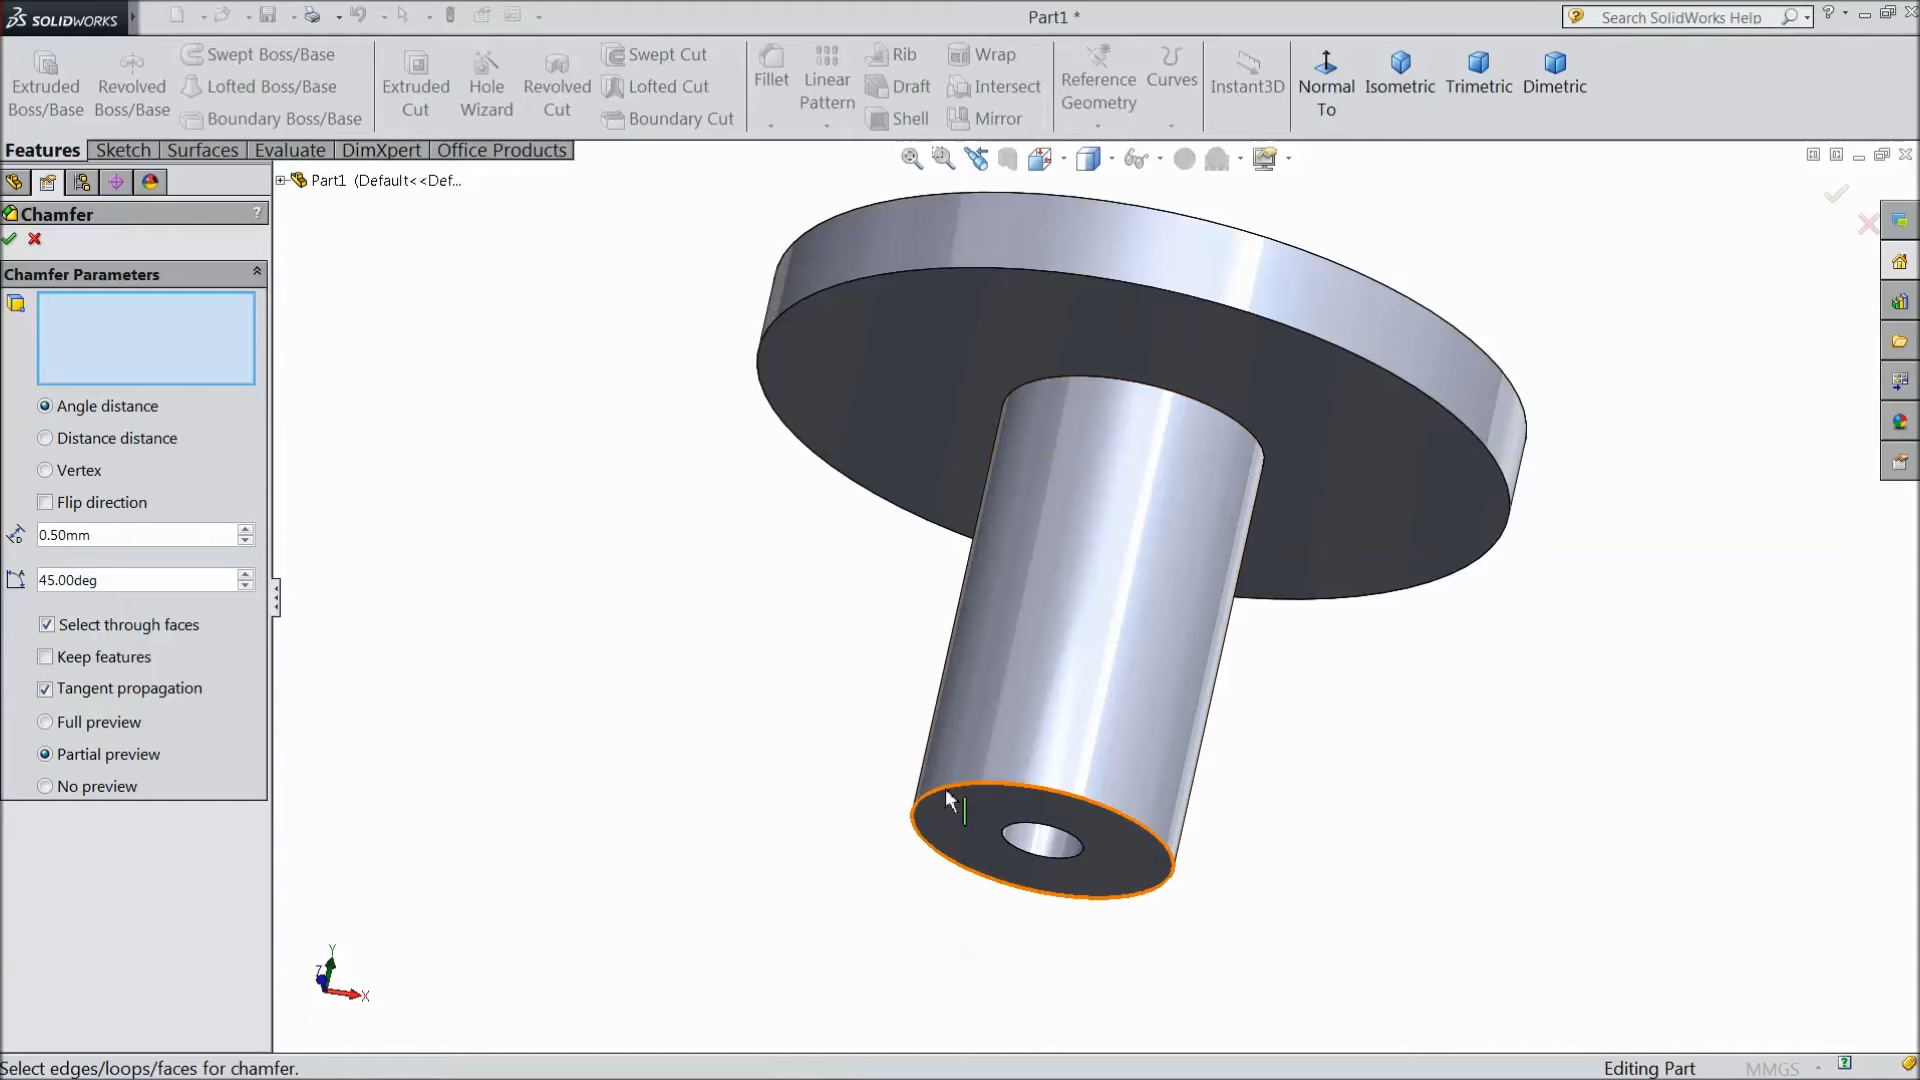 SOLIDWORKS
Part1 *
Search SolidWorks Help
Extruded Boss/Base
Revolved Boss/Base
Swept Boss/Base
Lofted Boss/Base
Boundary Boss/Base
Extruded Cut
Hole Wizard
Revolved Cut
Swept Cut
Lofted Cut
Boundary Cut
Fillet
Linear Pattern
Rib
Draft
Shell
Wrap
Intersect
Mirror
Reference Geometry
Curves
Instant3D
Normal To
Isometric
Trimetric
Dimetric
Features
Sketch
Surfaces
Evaluate
DimXpert
Office Products
Part1 (Default<<Def...
Chamfer
?
Chamfer Parameters
Angle distance
Distance distance
Vertex
Flip direction
0.50mm
45.00deg
Select through faces
Keep features
Tangent propagation
Full preview
Partial preview
No preview
Y
Z
X
Select edges/loops/faces for chamfer.
Editing Part
MMGS